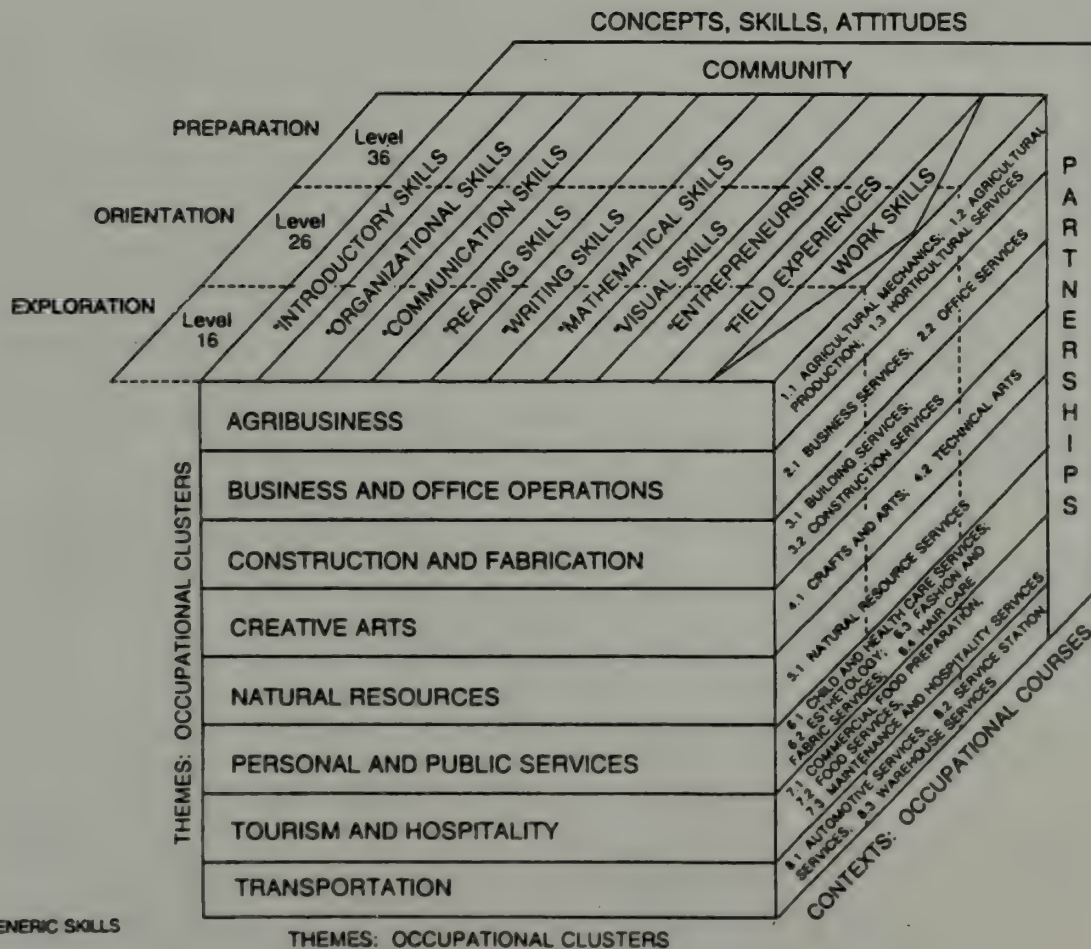 CONCEPTS, SKILLS, ATTITUDES
COMMUNITY
PREPARATION
Level
36
ORIENTATION
Level
26
EXPLORATION
Level
16
*INTRODUCTORY SKILLS
*ORGANIZATIONAL SKILLS
*COMMUNICATION SKILLS
*READING SKILLS
*WRITING SKILLS
*MATHEMATICAL SKILLS
*VISUAL SKILLS
*ENTREPRENEURSHIP
*FIELD EXPERIENCES
WORK SKILLS
PARTNERSHIPS
THEMES: OCCUPATIONAL CLUSTERS
AGRIBUSINESS
BUSINESS AND OFFICE OPERATIONS
CONSTRUCTION AND FABRICATION
CREATIVE ARTS
NATURAL RESOURCES
PERSONAL AND PUBLIC SERVICES
TOURISM AND HOSPITALITY
TRANSPORTATION
1.1 AGRICULTURAL MECHANICS; 1.2 AGRICULTURAL
PRODUCTION; 1.3 HORTICULTURAL SERVICES
2.1 BUSINESS SERVICES; 2.2 OFFICE SERVICES
3.1 BUILDING SERVICES;
3.2 CONSTRUCTION SERVICES
4.1 CRAFTS AND ARTS; 4.2 TECHNICAL ARTS
5.1 NATURAL RESOURCE SERVICES
6.1 CHILD AND HEALTH CARE SERVICES,
6.2 ESTHETOLOGY; 6.3 FASHION AND
FABRIC SERVICES, 6.4 HAIR CARE
7.1 COMMERCIAL FOOD PREPARATION,
7.2 FOOD SERVICES,
7.3 MAINTENANCE AND HOSPITALITY SERVICES
8.1 AUTOMOTIVE SERVICES, 8.2 SERVICE STATION
SERVICES, 8.3 WAREHOUSE SERVICES
CONTEXTS: OCCUPATIONAL COURSES
ENERIC SKILLS
THEMES: OCCUPATIONAL CLUSTERS